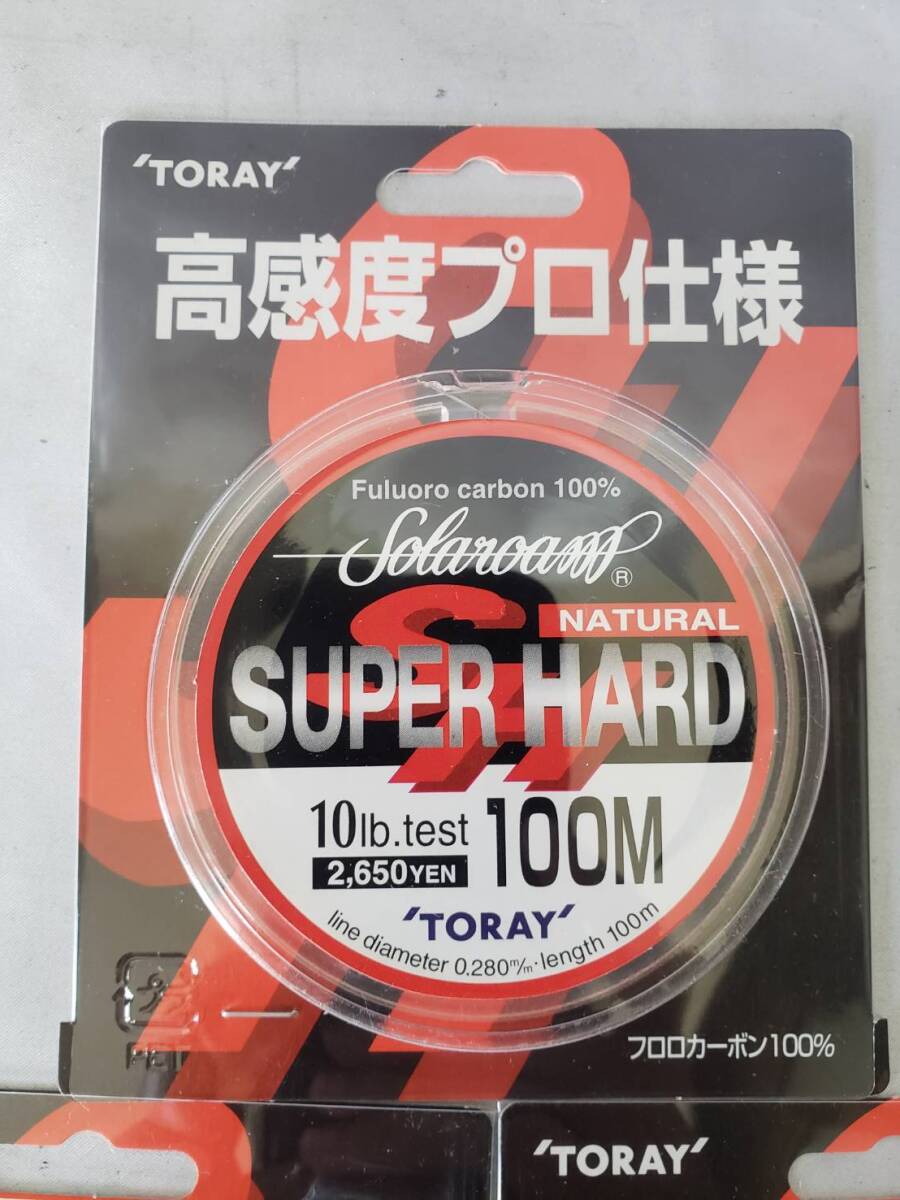 'TORAY'
高感度プロ仕様
Fuluoro carbon 100%
Solaroam®
NATURAL
SH
SUPER HARD
10lb.test 100M
2,650YEN
'TORAY'
line diameter 0.280m/m·length 100m
PET
フロロカーボン100%
'TORAY'